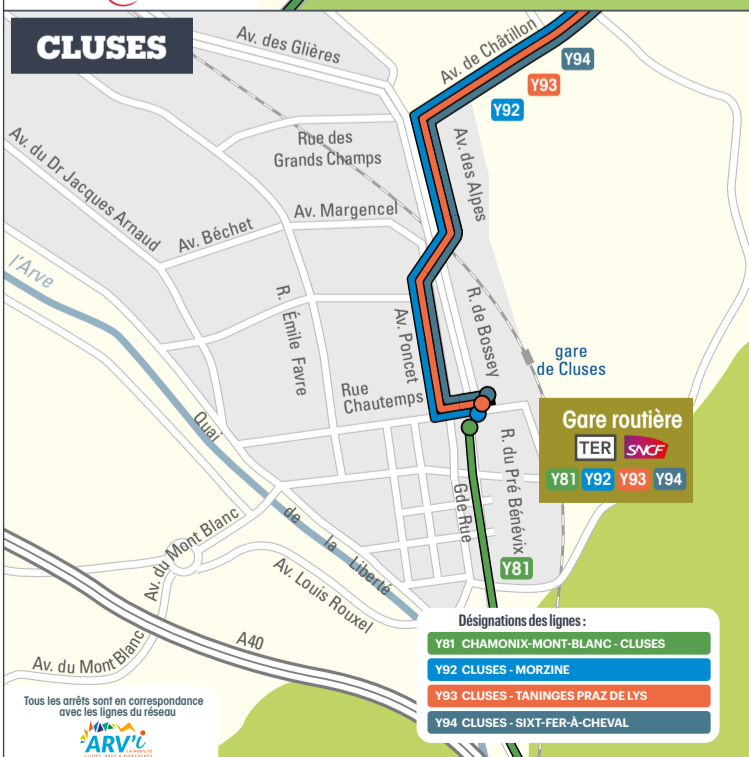 CLUSES
Av. des Glières
Av. de Châtillon
Y94
Y93
Y92
Rue des
Grands Champs
Av. des Alpes
Av. du Dr Jacques Arnaud
Av. Margencel
Av. Béchet
l'Arve
R. Émile Favre
Av. Poncet
R. de Bossey
gare
de Cluses
Rue
Chautemps
Gare routière
TER SNCF
Y81 Y92 Y93 Y94
Quai de la Liberté
R. du Pré Bénévix
Gde Rue
Av. du Mont Blanc
Y81
Av. Louis Rouxel
A40
Av. du Mont Blanc
Désignations des lignes :
Y81 CHAMONIX-MONT-BLANC - CLUSES
Y92 CLUSES - MORZINE
Y93 CLUSES - TANINGES PRAZ DE LYS
Y94 CLUSES - SIXT-FER-À-CHEVAL
Tous les arrêts sont en correspondance
avec les lignes du réseau
ARV'i
LA MOBILITÉ
CLUSES ARVE & MONTAGNES